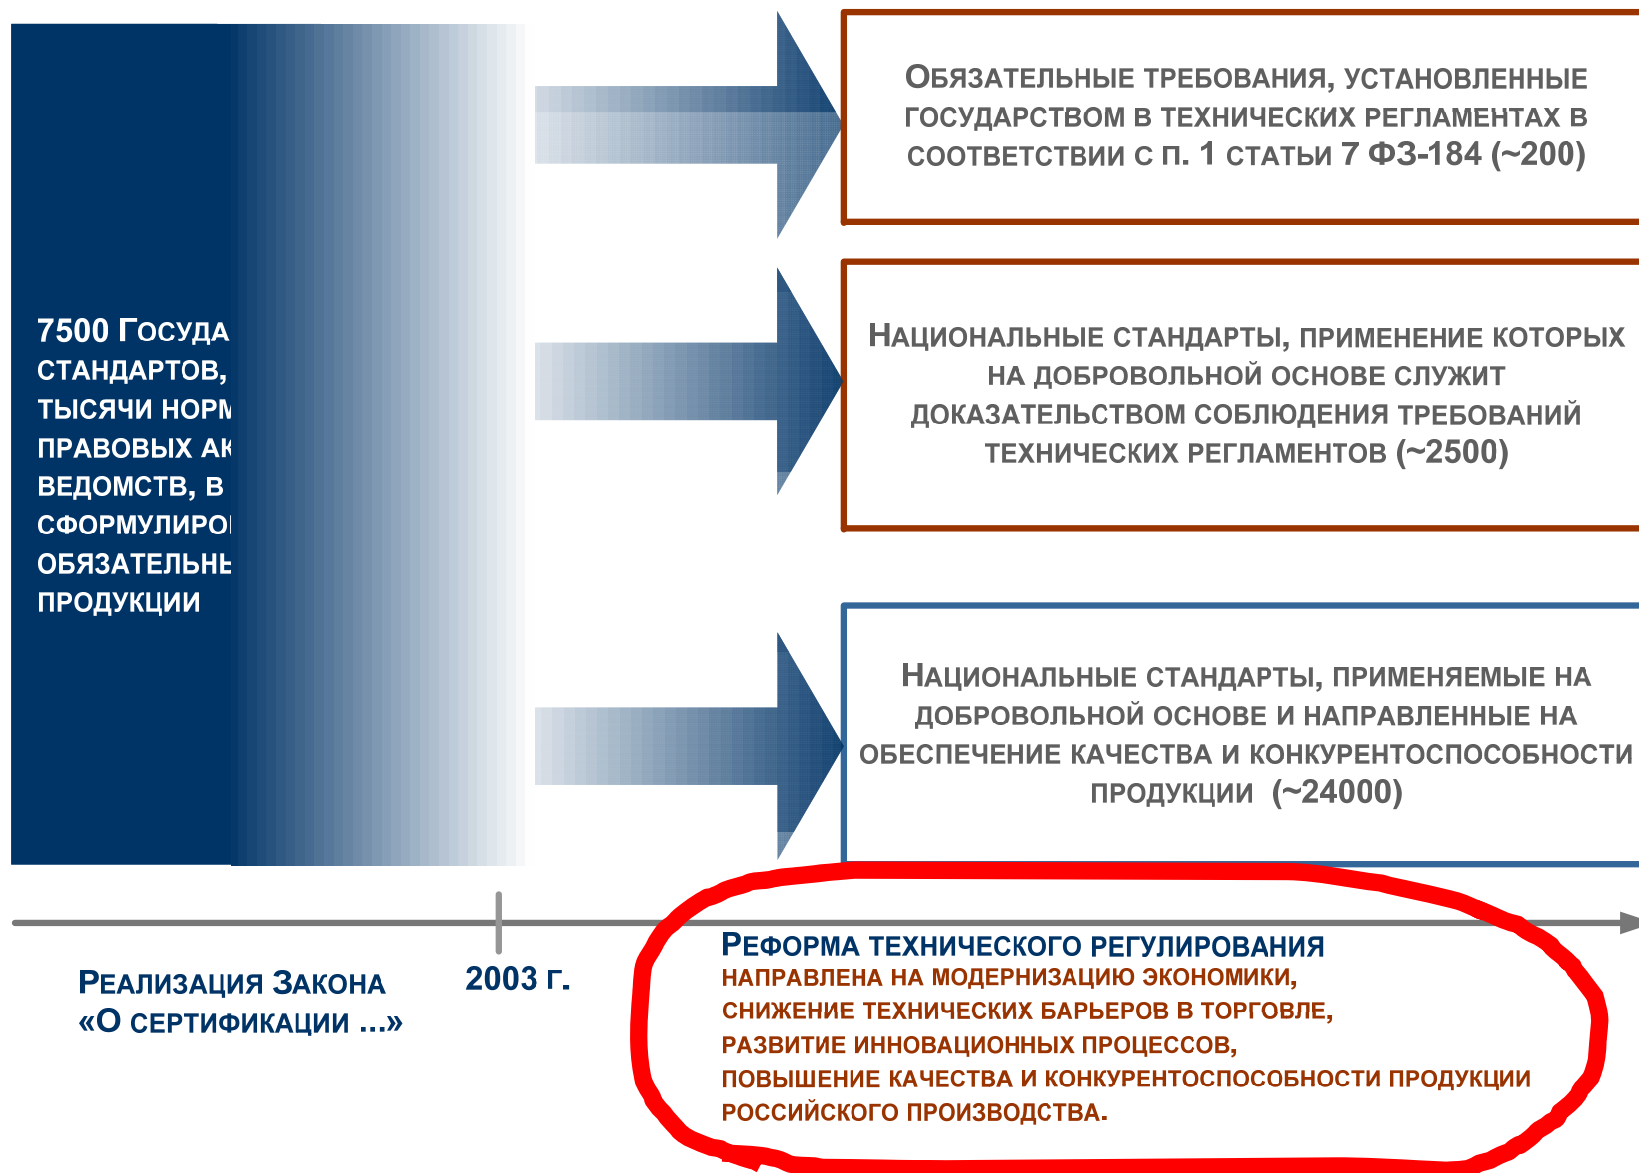 7500 Госуда
стандартов,
тысячи норм
правовых
ведомств, в
сформулиро
обязательны
продукции
Обязательные требования, установленные
государством в технических регламентах в
соответствии с п. 1 статьи 7 ФЗ-184 (~200)
Национальные стандарты, применение которых
на добровольной основе служит
доказательством соблюдения требований
технических регламентов (~2500)
Национальные стандарты, применяемые на
добровольной основе и направленные на
обеспечение качества и конкурентоспособности
продукции (~24000)
Реализация Закона
«О сертификации ...»
2003 г.
Реформа технического регулирования
направлена на модернизацию экономики,
снижение технических барьеров в торговле,
развитие инновационных процессов,
повышение качества и конкурентоспособности продукции
российского производства.